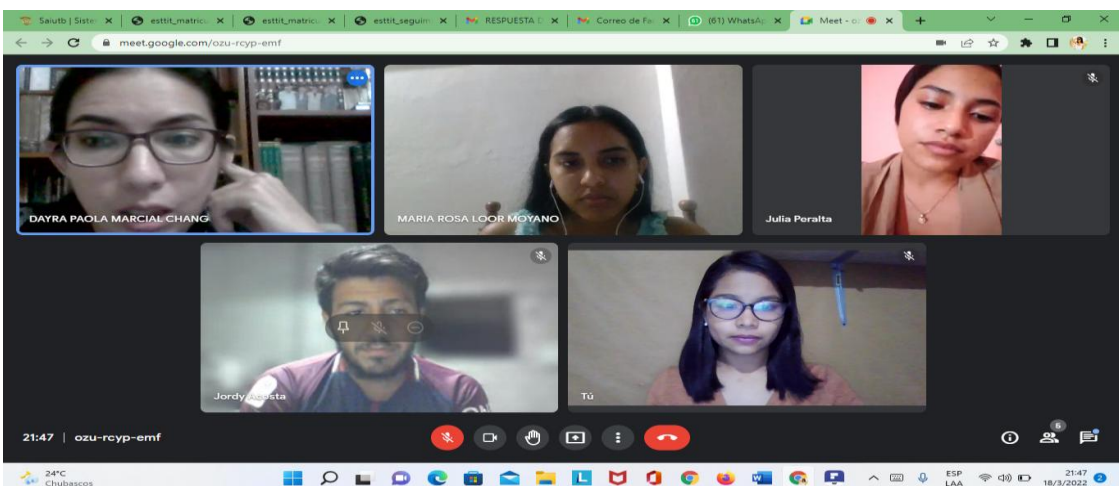 Saiutb | Sister
esttit_matricu
esttit_matricu
esttit_seguim
RESPUESTA D
Correo de Fac
(61) WhatsAp
Meet - oz
meet.google.com/ozu-rcyp-emf
DAYRA PAOLA MARCIAL CHANG
MARIA ROSA LOOR MOYANO
Julia Peralta
Jordy Acosta
Tú
21:47 | ozu-rcyp-emf
24°C
Chubascos
ESP
LAA
21:47
18/3/2022
2